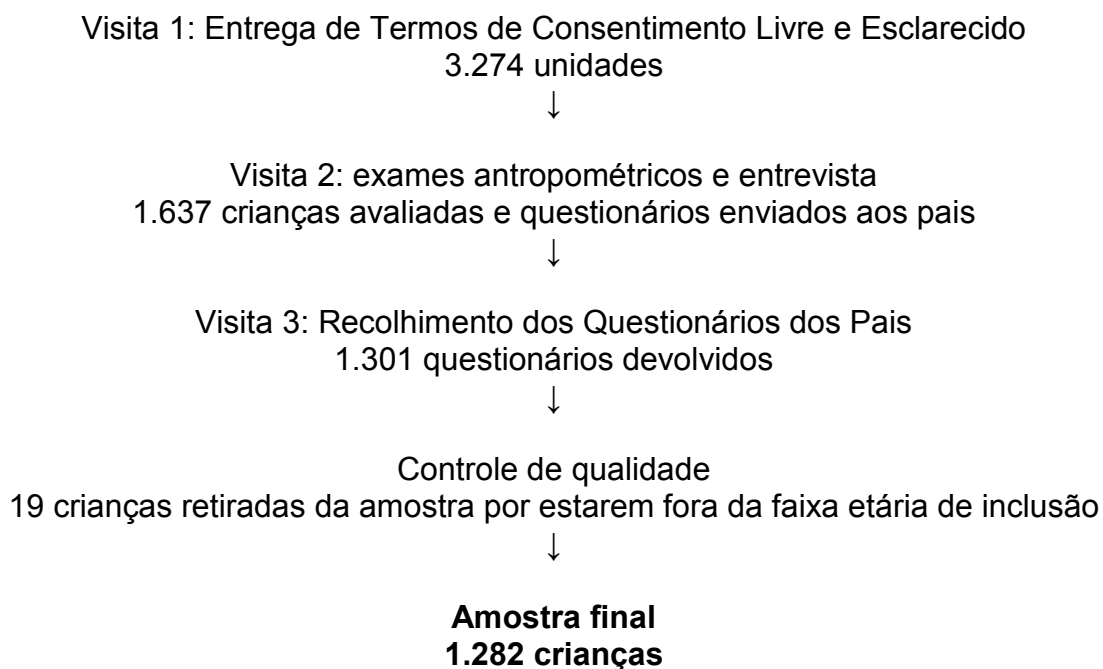 Visita 1: Entrega de Termos de Consentimento Livre e Esclarecido
3.274 unidades
↓
Visita 2: exames antropométricos e entrevista
1.637 crianças avaliadas e questionários enviados aos pais
↓
Visita 3: Recolhimento dos Questionários dos Pais
1.301 questionários devolvidos
↓
Controle de qualidade
19 crianças retiradas da amostra por estarem fora da faixa etária de inclusão
↓
Amostra final
1.282 crianças